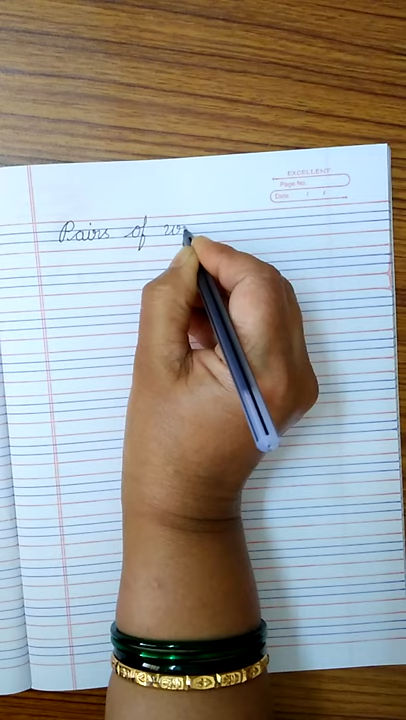 EXCELLENT
Page No.
Date / /
Pairs of w